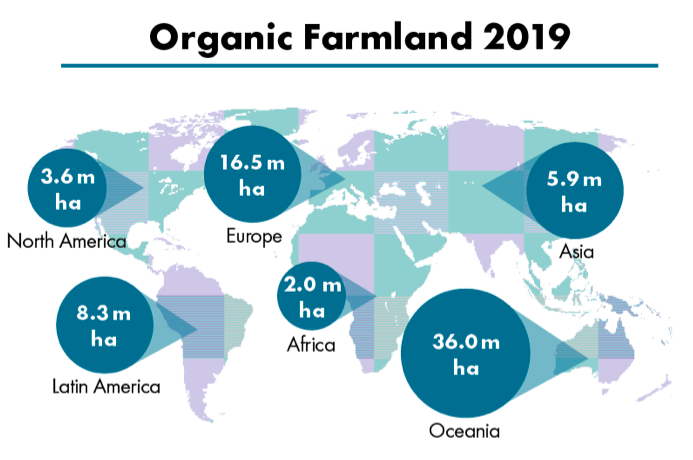 Organic Farmland 2019
3.6 m
ha
North America
16.5 m
ha
Europe
5.9 m
ha
Asia
8.3 m
ha
Latin America
2.0 m
ha
Africa
36.0 m
ha
Oceania